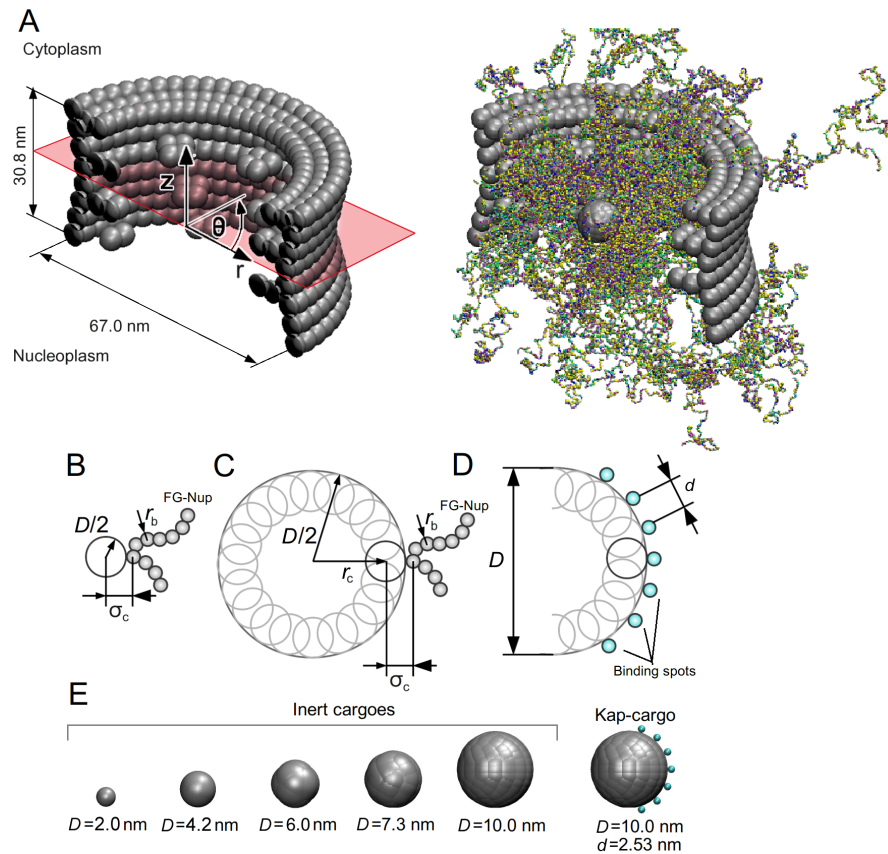 A
Cytoplasm
30.8 nm
z
θ
r
67.0 nm
Nucleoplasm
B
C
D
FG-Nup
r_b
D/2
σ_c
FG-Nup
r_b
D/2
r_c
σ_c
d
D
Binding spots
E
Inert cargoes
Kap-cargo
D=2.0 nm
D=4.2 nm
D=6.0 nm
D=7.3 nm
D=10.0 nm
D=10.0 nm
d=2.53 nm